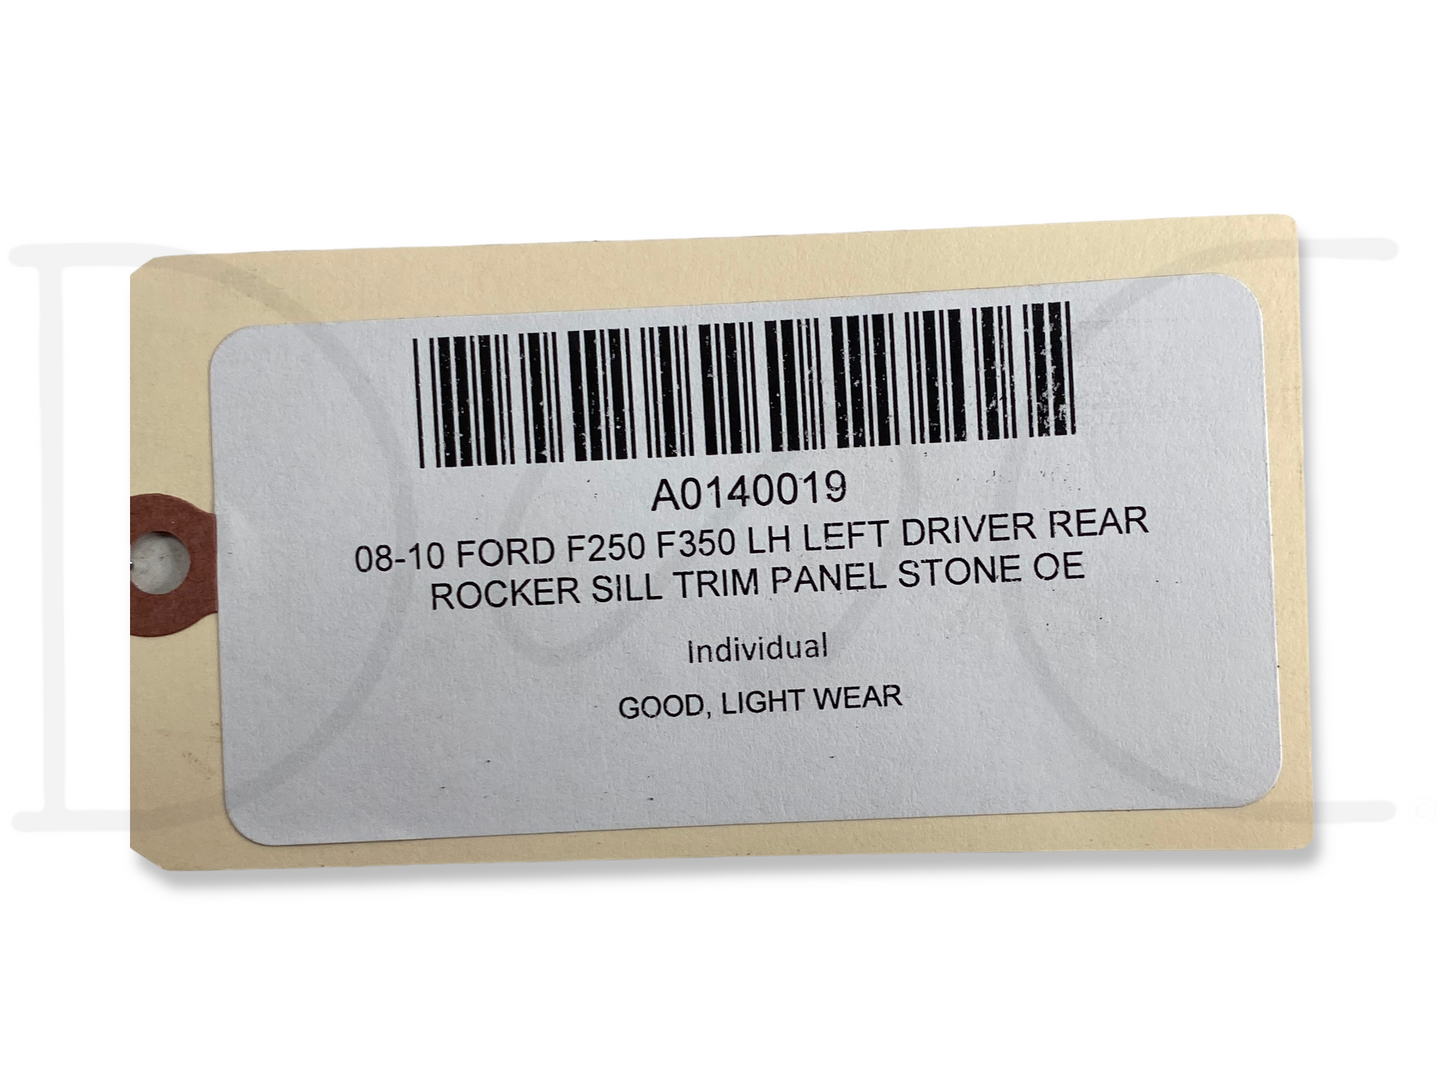 A0140019
08-10 FORD F250 F350 LH LEFT DRIVER REAR
ROCKER SILL TRIM PANEL STONE OE
Individual
GOOD, LIGHT WEAR